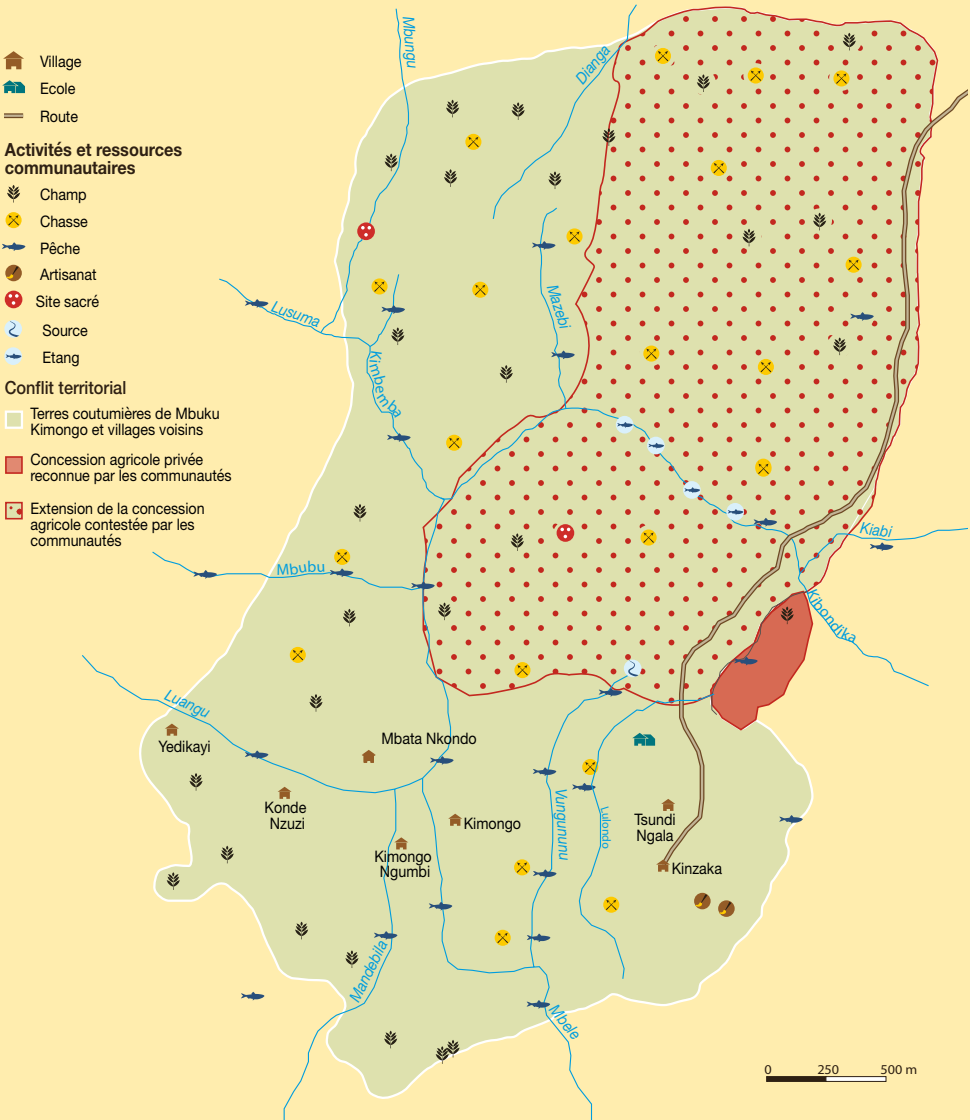 Village
Ecole
Route
Activités et ressources
communautaires
Champ
Chasse
Pêche
Artisanat
Site sacré
Source
Etang
Conflit territorial
Terres coutumières de Mbuku
Kimongo et villages voisins
Concession agricole privée
reconnue par les communautés
Extension de la concession
agricole contestée par les
communautés
Mbungu
Dianga
Lusuma
Mazebi
Kimbemba
Kiabi
Mbubu
Kibondika
Luangu
Yedikayi
Mbata Nkondo
Konde
Nzuzi
Kimongo
Kimongo
Ngumbi
Vungununu
Lulondo
Tsundi
Ngala
Kinzaka
Mandebila
Mbele
0 250 500 m